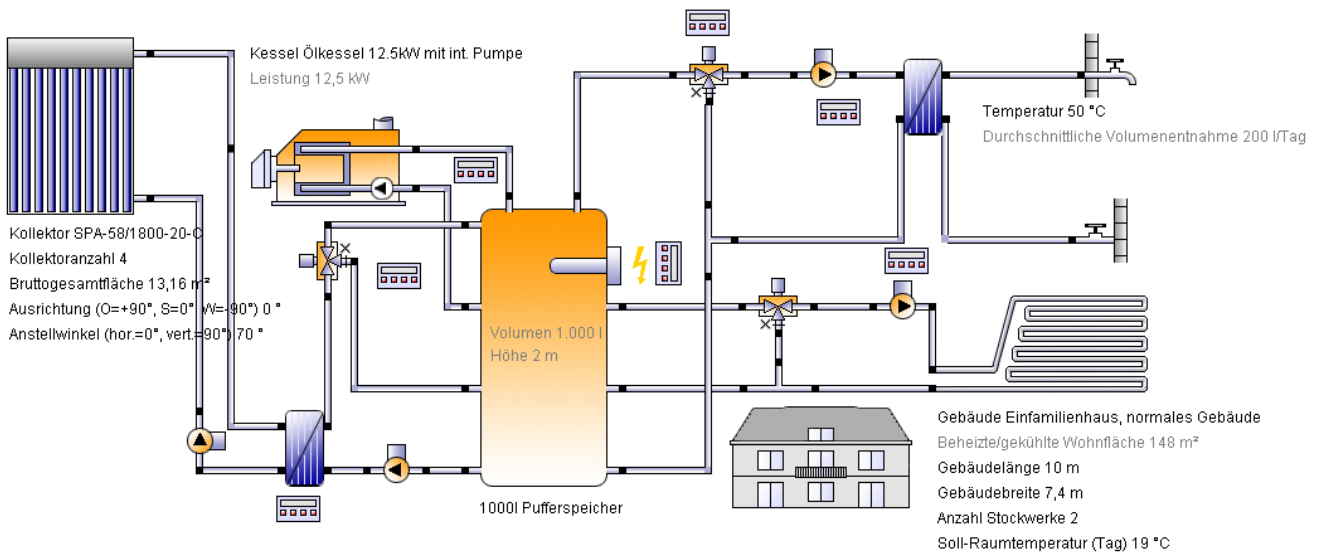 Kessel Ölkessel 12.5kW mit int. Pumpe
Leistung 12,5 kW
Temperatur 50 °C
Durchschnittliche Volumenentnahme 200 l/Tag
Kollektor SPA-58/1800-20-C
Kollektoranzahl 4
Bruttogesamtfläche 13,16 m²
Ausrichtung (O=+90°, S=0° W=-90°) 0 °
Anstellwinkel (hor.=0°, vert.=90°) 70 °
Volumen 1.000 l
Höhe 2 m
1000l Pufferspeicher
Gebäude Einfamilienhaus, normales Gebäude
Beheizte/gekühlte Wohnfläche 148 m²
Gebäudelänge 10 m
Gebäudebreite 7,4 m
Anzahl Stockwerke 2
Soll-Raumtemperatur (Tag) 19 °C